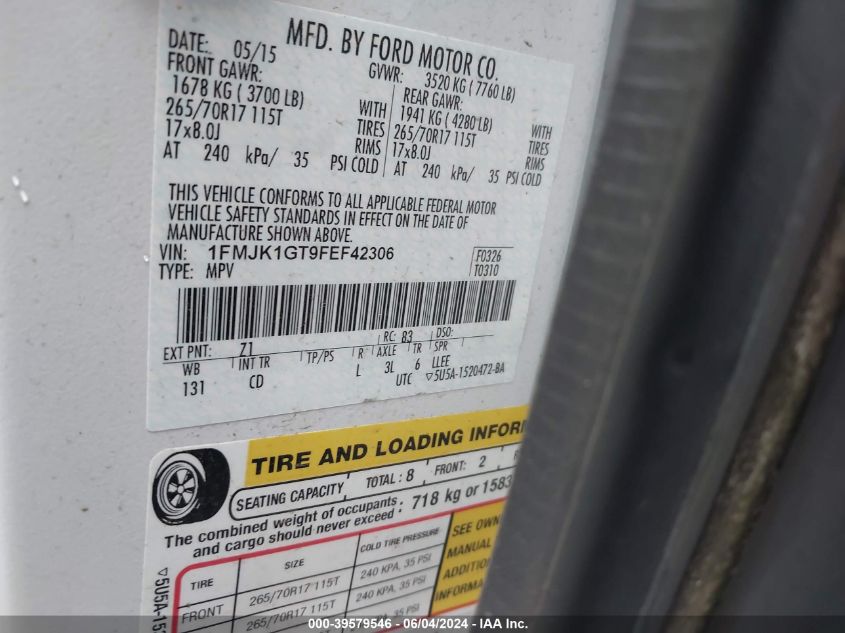 MFD. BY FORD MOTOR CO.
DATE: 05/15 GVWR: 3520 KG ( 7760 LB)
FRONT GAWR: REAR GAWR:
1678 KG ( 3700 LB) WITH 1941 KG ( 4280 LB) WITH
265/70R17 115T TIRES 265/70R17 115T TIRES
17x8.0J RIMS 17x8.0J RIMS
AT 240 kPa/ 35 PSI COLD AT 240 kPa/ 35 PSI COLD
THIS VEHICLE CONFORMS TO ALL APPLICABLE FEDERAL MOTOR
VEHICLE SAFETY STANDARDS IN EFFECT ON THE DATE OF
MANUFACTURE SHOWN ABOVE.
VIN: 1FMJK1GT9FEF42306 F0326
TYPE: MPV T0310
EXT PNT: Z1 RC: 83 DSO:
WB INT TR TP/PS R AXLE TR SPR
131 CD L 3L 6 LLEE
UTC ▽5U5A-1520472-BA
TIRE AND LOADING
SEATING CAPACITY TOTAL : 8 FRONT: 2
The combined weight of occupants
and cargo should never exceed : 718 kg or 1583
TIRE SIZE COLD TIRE PRESSURE SEE OWN
FRONT 265/70R17 115T 240 KPA, 35 PSI MANUAL
265/70R17 115T 240 KPA, 35 PSI
35 PSI
▽5U5A-15
000-39579546 - 06/04/2024 - IAA Inc.